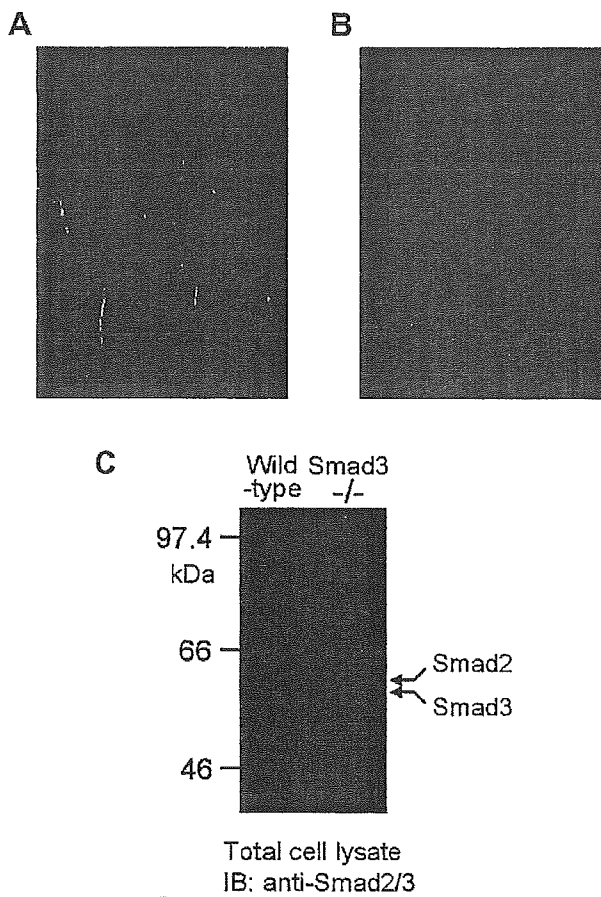 A
B
C
Wild Smad3
-type -/-
97.4
kDa
66
Smad2
Smad3
46
Total cell lysate
IB: anti-Smad2/3